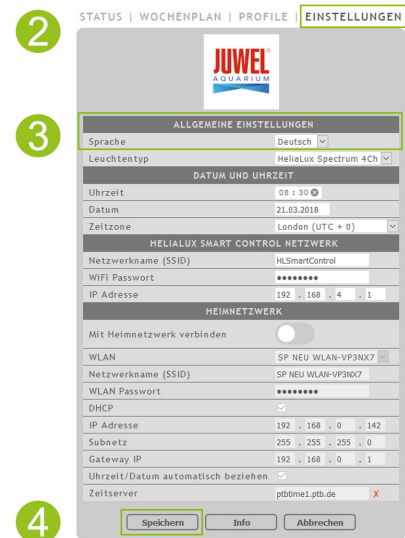 STATUS | WOCHENPLAN | PROFILE | EINSTELLUNGEN
2
JUWEL
AQUARIUM
3
ALLGEMEINE EINSTELLUNGEN
Sprache Deutsch
Leuchtentyp HeliaLux Spectrum 4Ch
DATUM UND UHRZEIT
Uhrzeit 08 : 30
Datum 21.03.2018
Zeitzone London (UTC + 0)
HELIALUX SMART CONTROL NETZWERK
Netzwerkname (SSID) HLSmartControl
WiFi Passwort ••••••••
IP Adresse 192 . 168 . 4 . 1
HEIMNETZWERK
Mit Heimnetzwerk verbinden
WLAN SP NEU WLAN-VP3NX7
Netzwerkname (SSID) SP NEU WLAN-VP3NX7
WLAN Passwort ••••••••
DHCP
IP Adresse 192 . 168 . 0 . 142
Subnetz 255 . 255 . 255 . 0
Gateway IP 192 . 168 . 0 . 1
Uhrzeit/Datum automatisch beziehen
Zeitserver ptbtime1.ptb.de X
4
Speichern Info Abbrechen